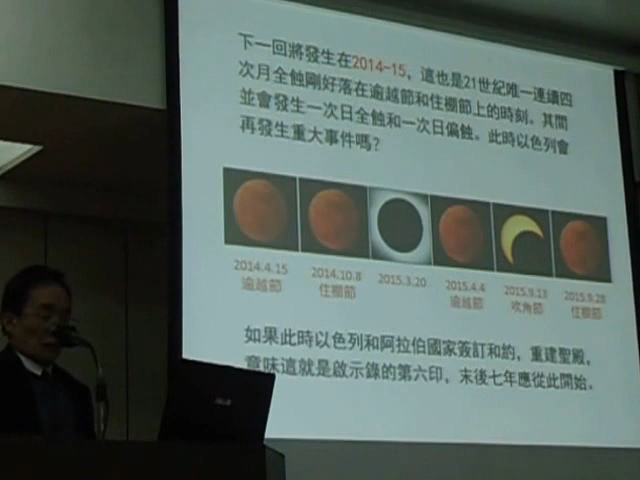 下一回將發生在2014-15，這也是21世紀唯一連續四
次月全蝕剛好落在逾越節和住棚節上的時刻。其間
並會發生一次日全蝕和一次日偏蝕。此時以色列會
再發生重大事件嗎？
2014.4.15 2014.10.8 2015.3.20 2015.4.4 2015.9.13 2015.9.28
逾越節 住棚節 逾越節 吹角節 住棚節
如果此時以色列和阿拉伯國家簽訂和約，重建聖殿，
意味這就是啟示錄的第六印，末後七年應從此開始。